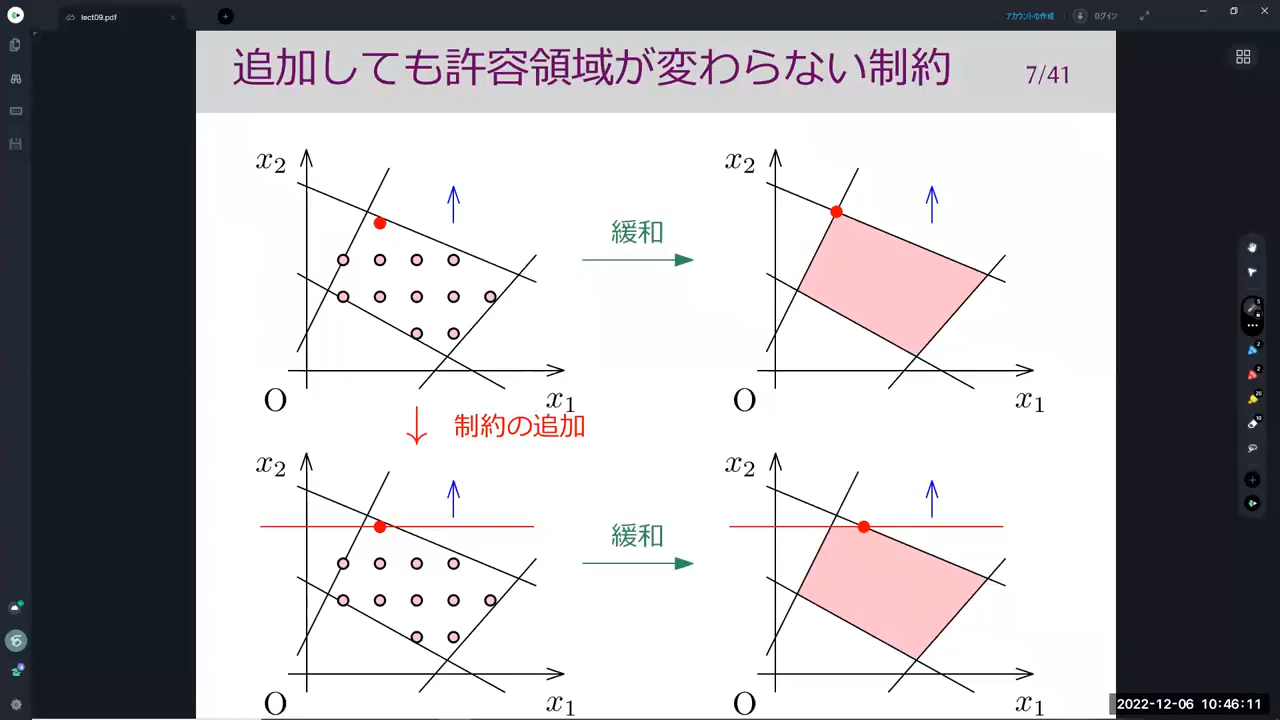 lect09.pdf
アカウントの作成
ログイン
追加しても許容領域が変わらない制約
7/41
x2
x2
緩和
O
x1
O
x1
制約の追加
x2
x2
緩和
O
x1
O
x1
2022-12-06 10:46:11